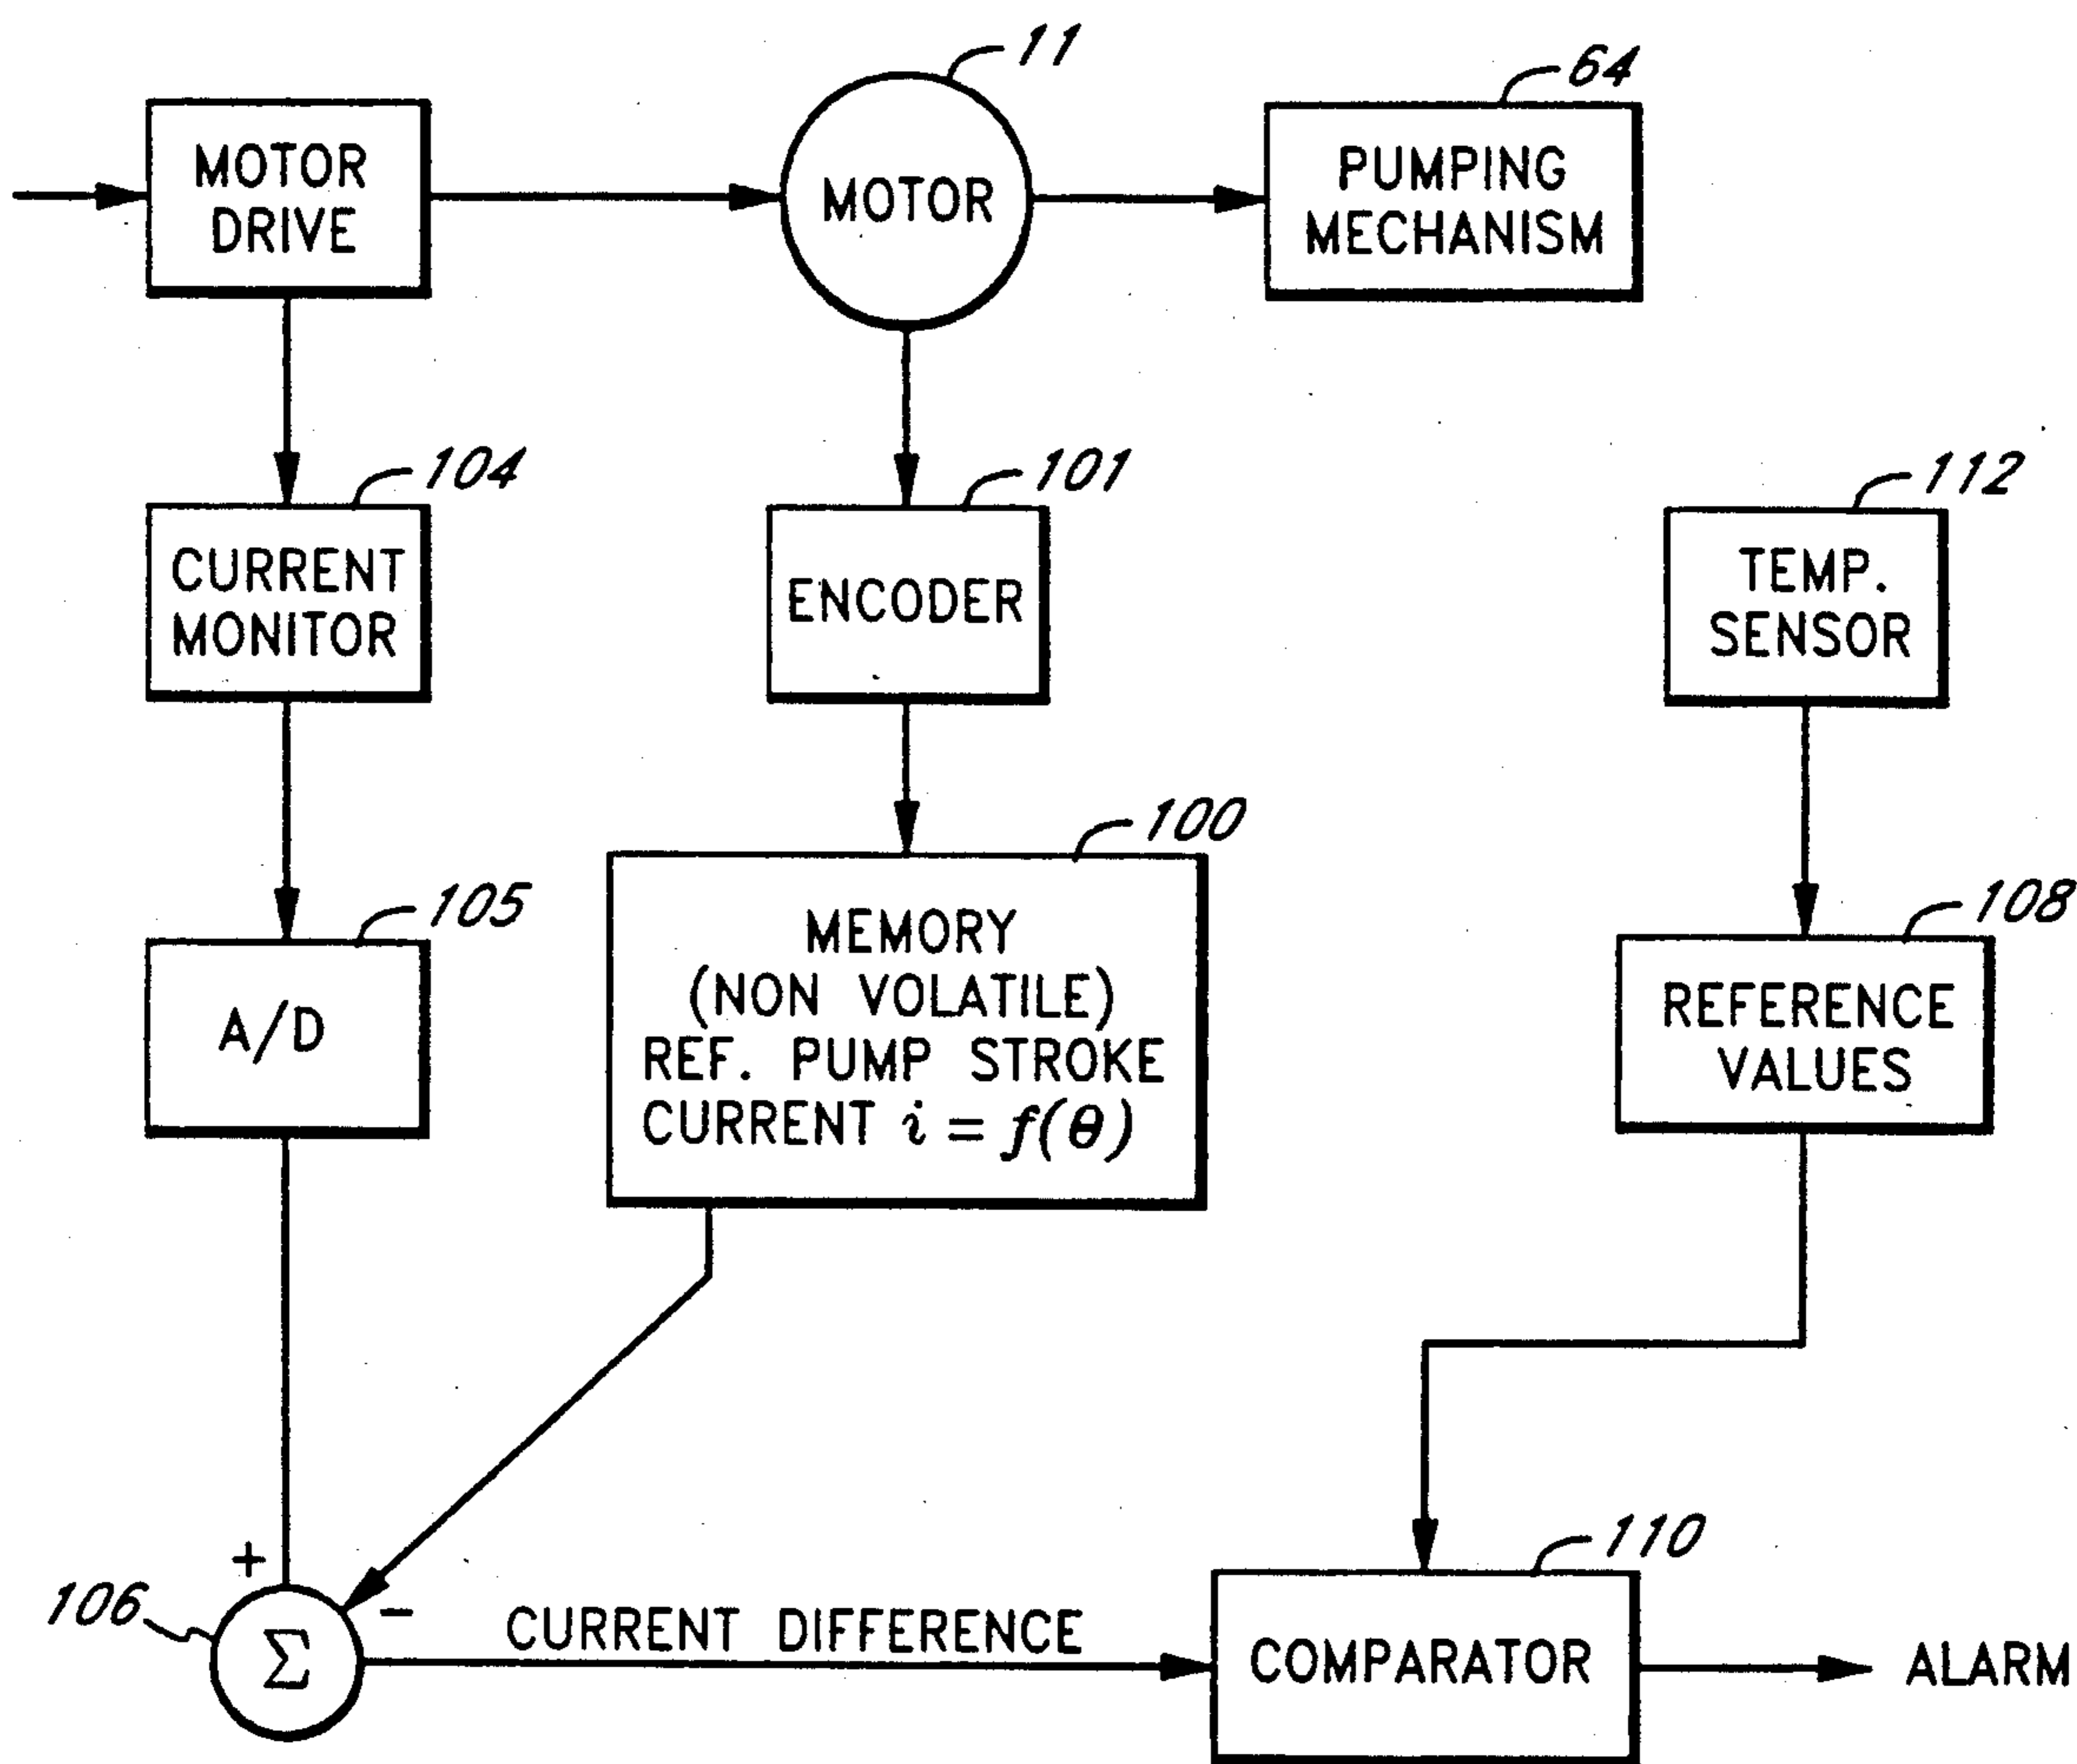 11
64
MOTOR
DRIVE
MOTOR
PUMPING
MECHANISM
104
101
112
CURRENT
MONITOR
ENCODER
TEMP.
SENSOR
100
105
108
A/D
MEMORY
(NON VOLATILE)
REF. PUMP STROKE
CURRENT i = f(θ)
REFERENCE
VALUES
110
+
106
−
Σ
CURRENT DIFFERENCE
COMPARATOR
ALARM